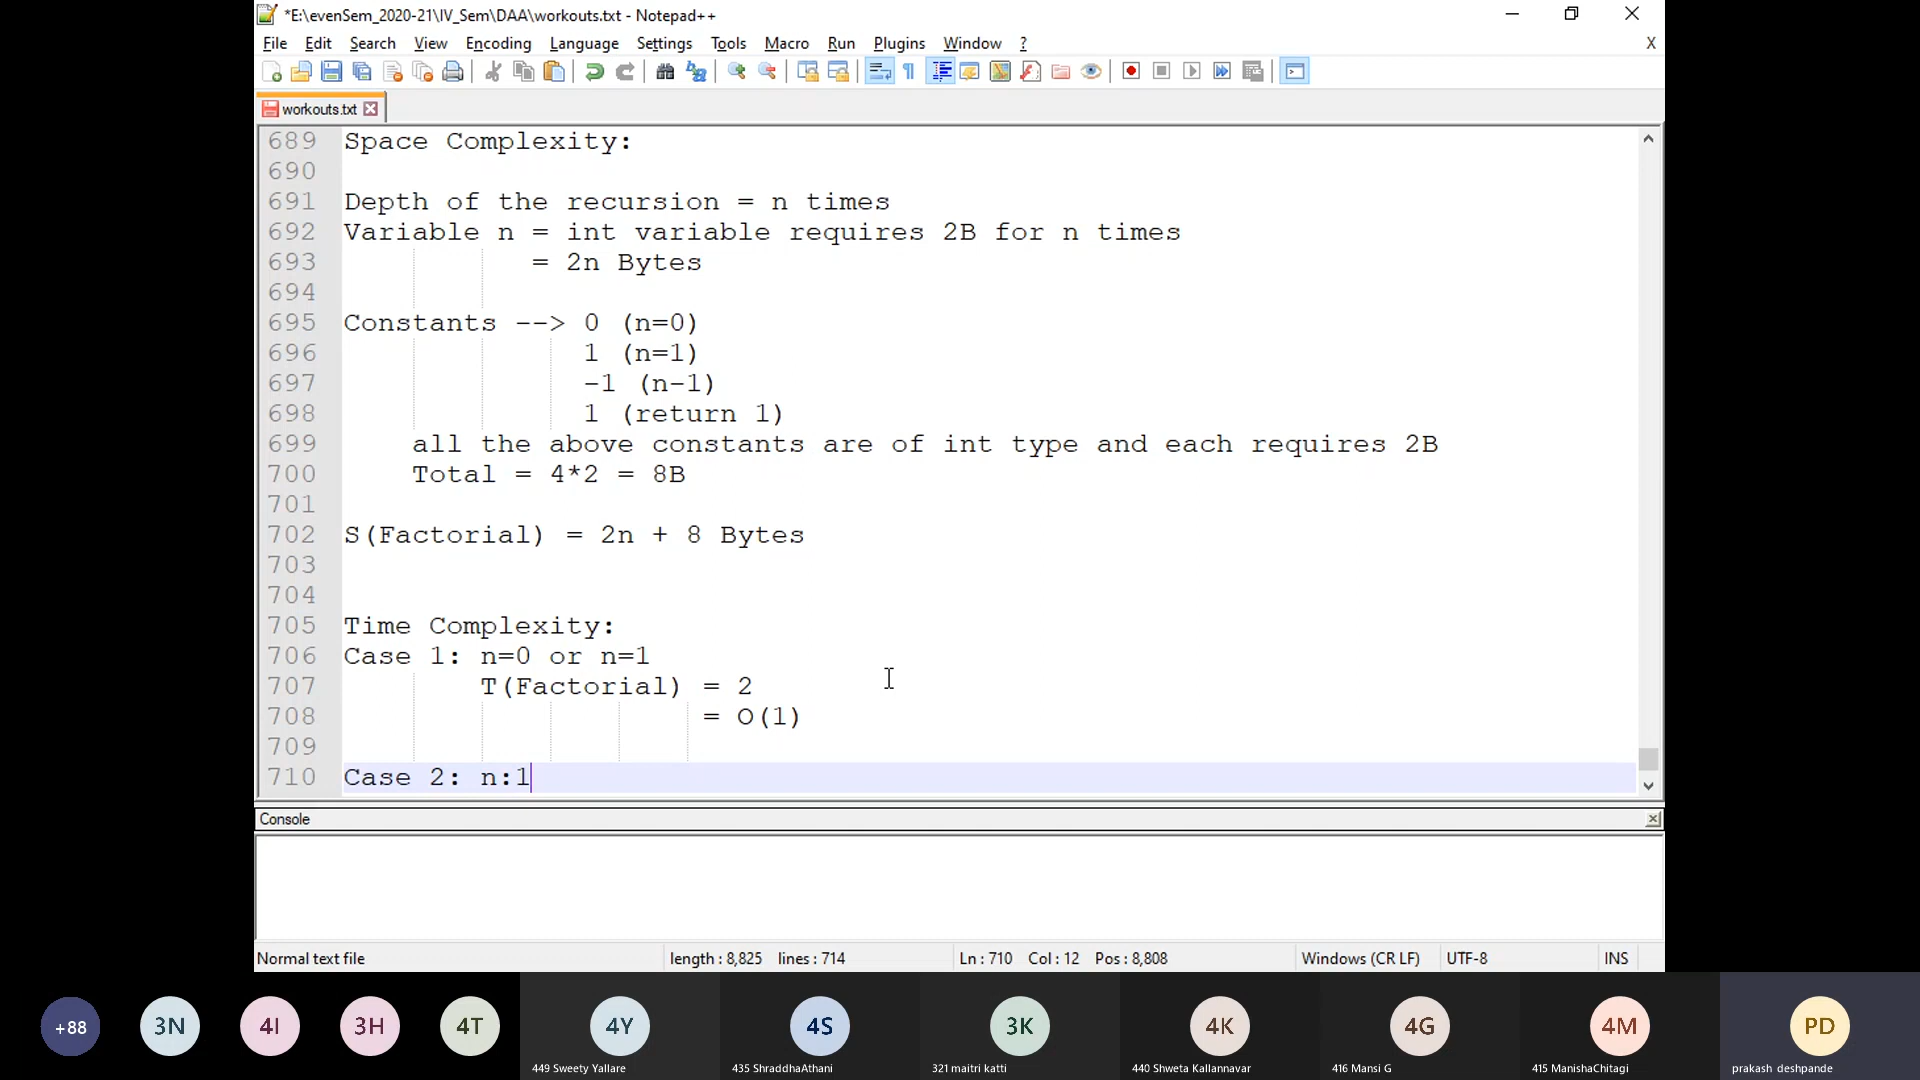 *E:\evenSem_2020-21\IV_Sem\DAA\workouts.txt - Notepad++
File Edit Search View Encoding Language Settings Tools Macro Run Plugins Window ? X
workouts.txt
689 Space Complexity:
690
691 Depth of the recursion = n times
692 Variable n = int variable requires 2B for n times
693 = 2n Bytes
694
695 Constants --> 0 (n=0)
696 1 (n=1)
697 -1 (n-1)
698 1 (return 1)
699 all the above constants are of int type and each requires 2B
700 Total = 4*2 = 8B
701
702 S(Factorial) = 2n + 8 Bytes
703
704
705 Time Complexity:
706 Case 1: n=0 or n=1
707 T(Factorial) = 2
708 = O(1)
709
710 Case 2: n:1
Console
Normal text file length : 8,825 lines : 714 Ln : 710 Col : 12 Pos : 8,808 Windows (CR LF) UTF-8 INS
+88 3N 4I 3H 4T 4Y 4S 3K 4K 4G 4M PD
449 Sweety Yallare 435 ShraddhaAthani 321 maitri katti 440 Shweta Kallannavar 416 Mansi G 415 ManishaChitagi prakash deshpande